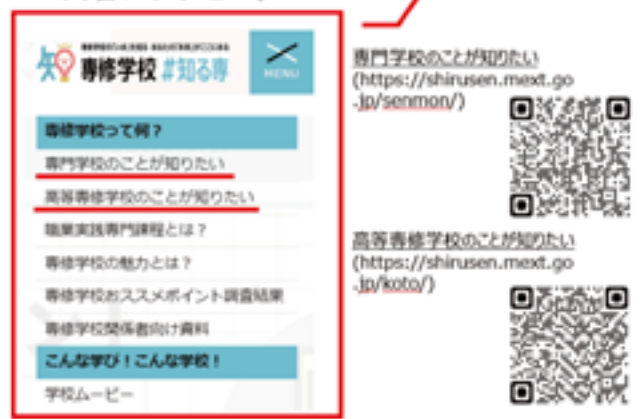 知 専修学校 #知る専
MENU
専修学校って何？
専門学校のことが知りたい
高等専修学校のことが知りたい
職業実践専門課程とは？
専修学校の魅力とは？
専修学校おススメポイント調査結果
専修学校関係者向け資料
こんな学び！こんな学校！
学校ムービー
専門学校のことが知りたい
(https://shirusen.mext.go
.jp/senmon/)
高等専修学校のことが知りたい
(https://shirusen.mext.go
.jp/koto/)